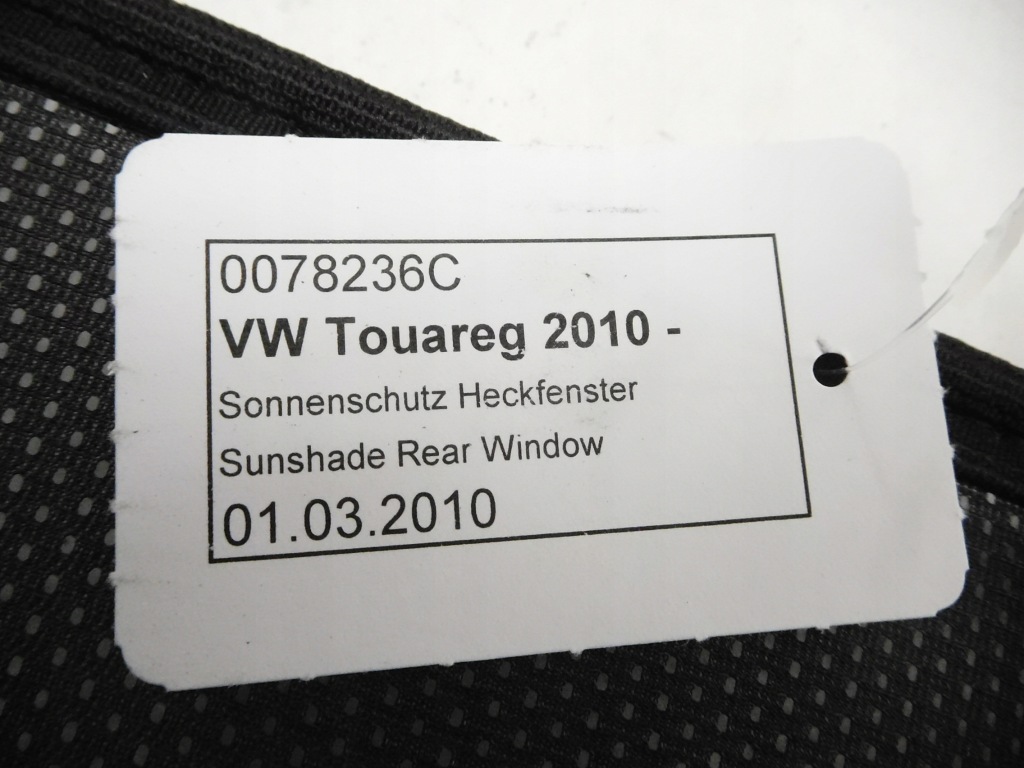 0078236C
VW Touareg 2010 -
Sonnenschutz Heckfenster
Sunshade Rear Window
01.03.2010